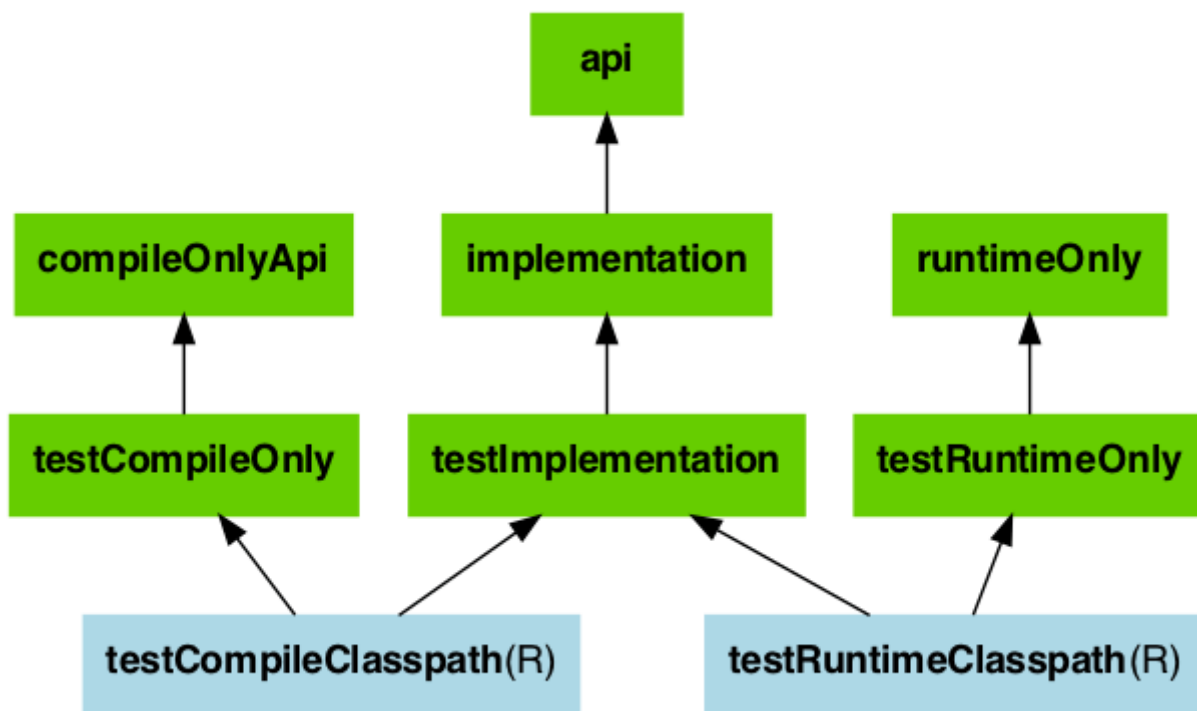 api
compileOnlyApi
implementation
runtimeOnly
testCompileOnly
testImplementation
testRuntimeOnly
testCompileClasspath(R)
testRuntimeClasspath(R)